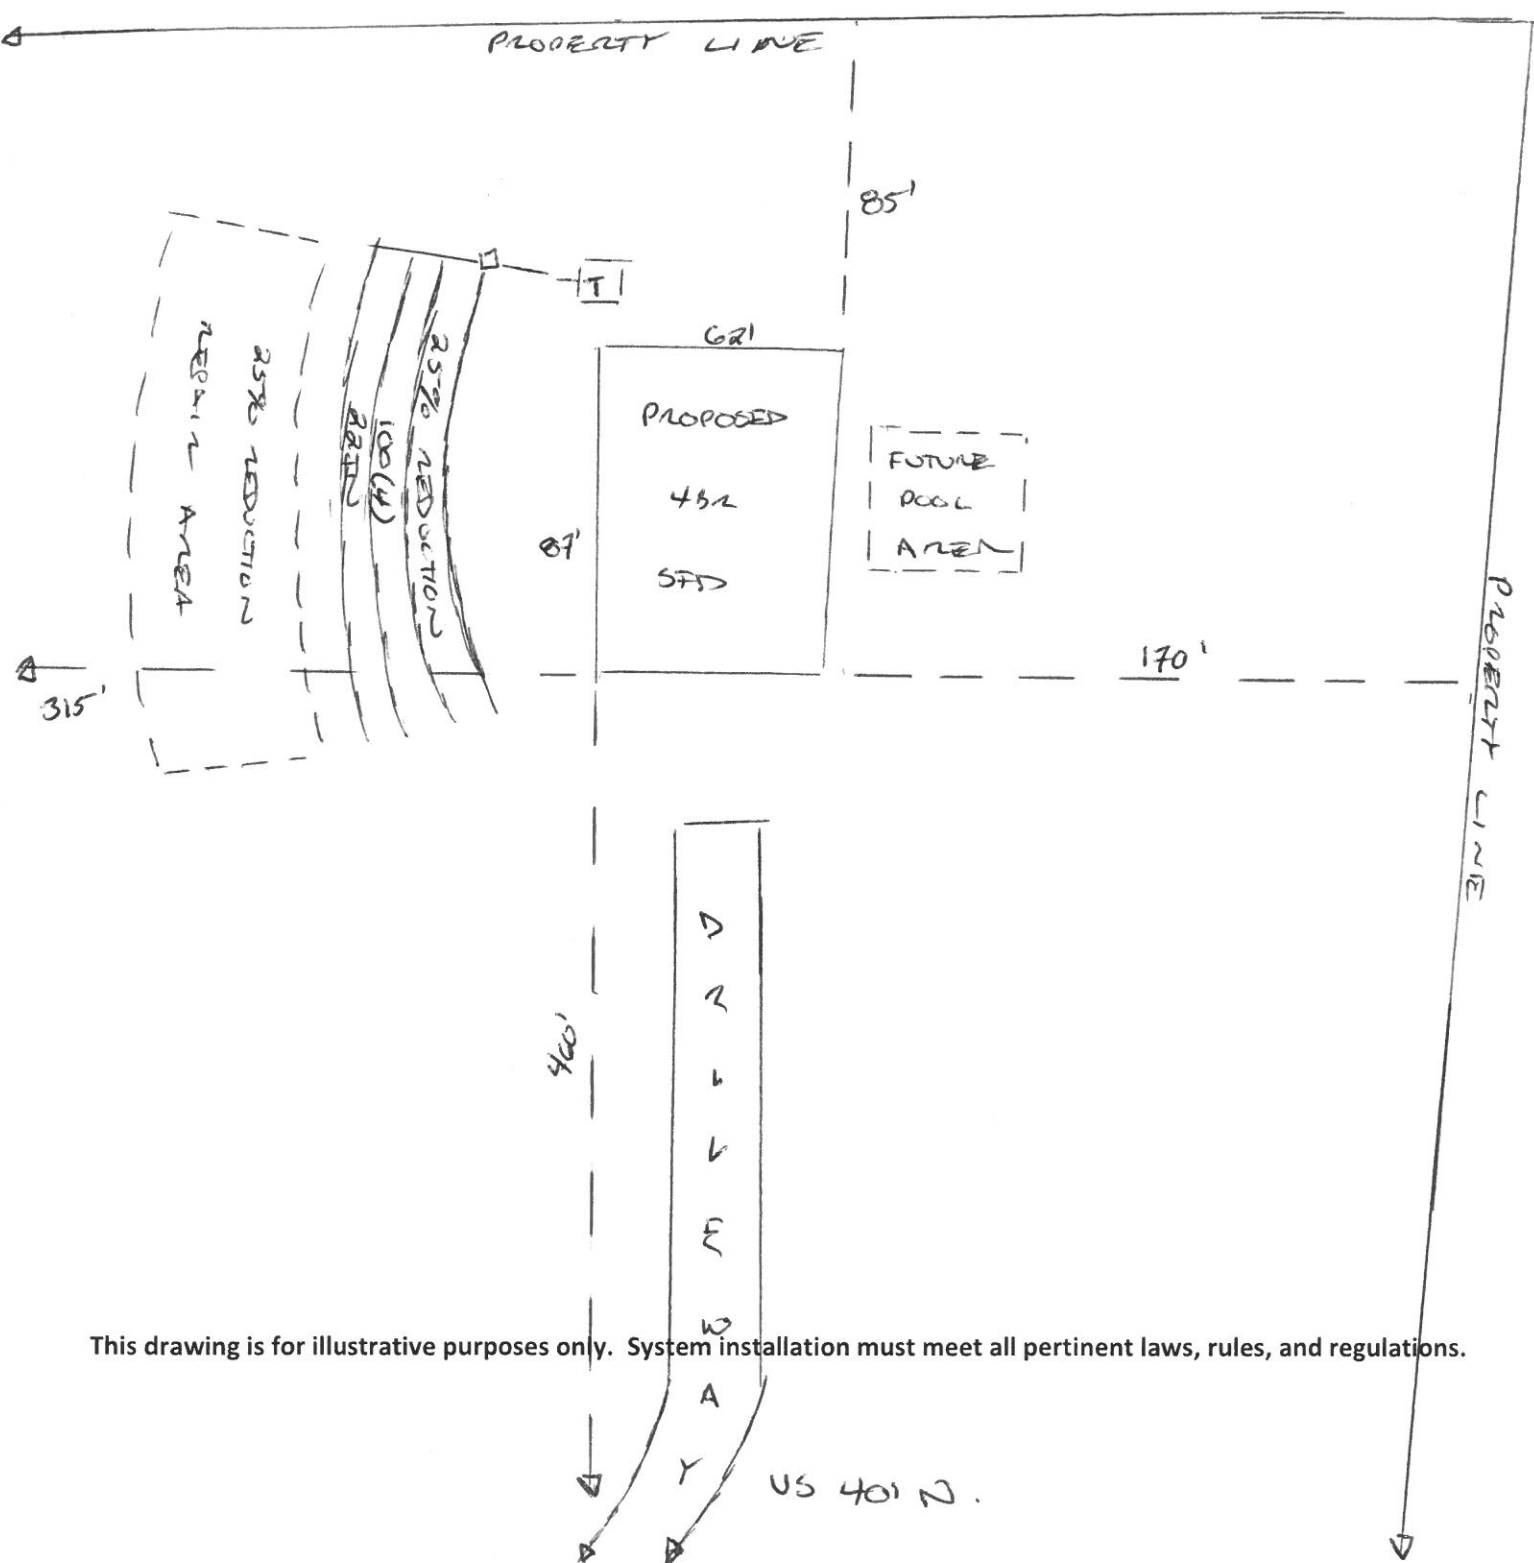 PROPERTY LINE
85'
T
62'
PROPOSED
4BR
SFD
87'
FUTURE
POOL
AREA
25% REDUCTION
100(4)
22IN
25% REDUCTION
REPAIR AREA
315'
170'
PROPERTY LINE
460'
DRIVEWAY
This drawing is for illustrative purposes only. System installation must meet all pertinent laws, rules, and regulations.
US 401 N.